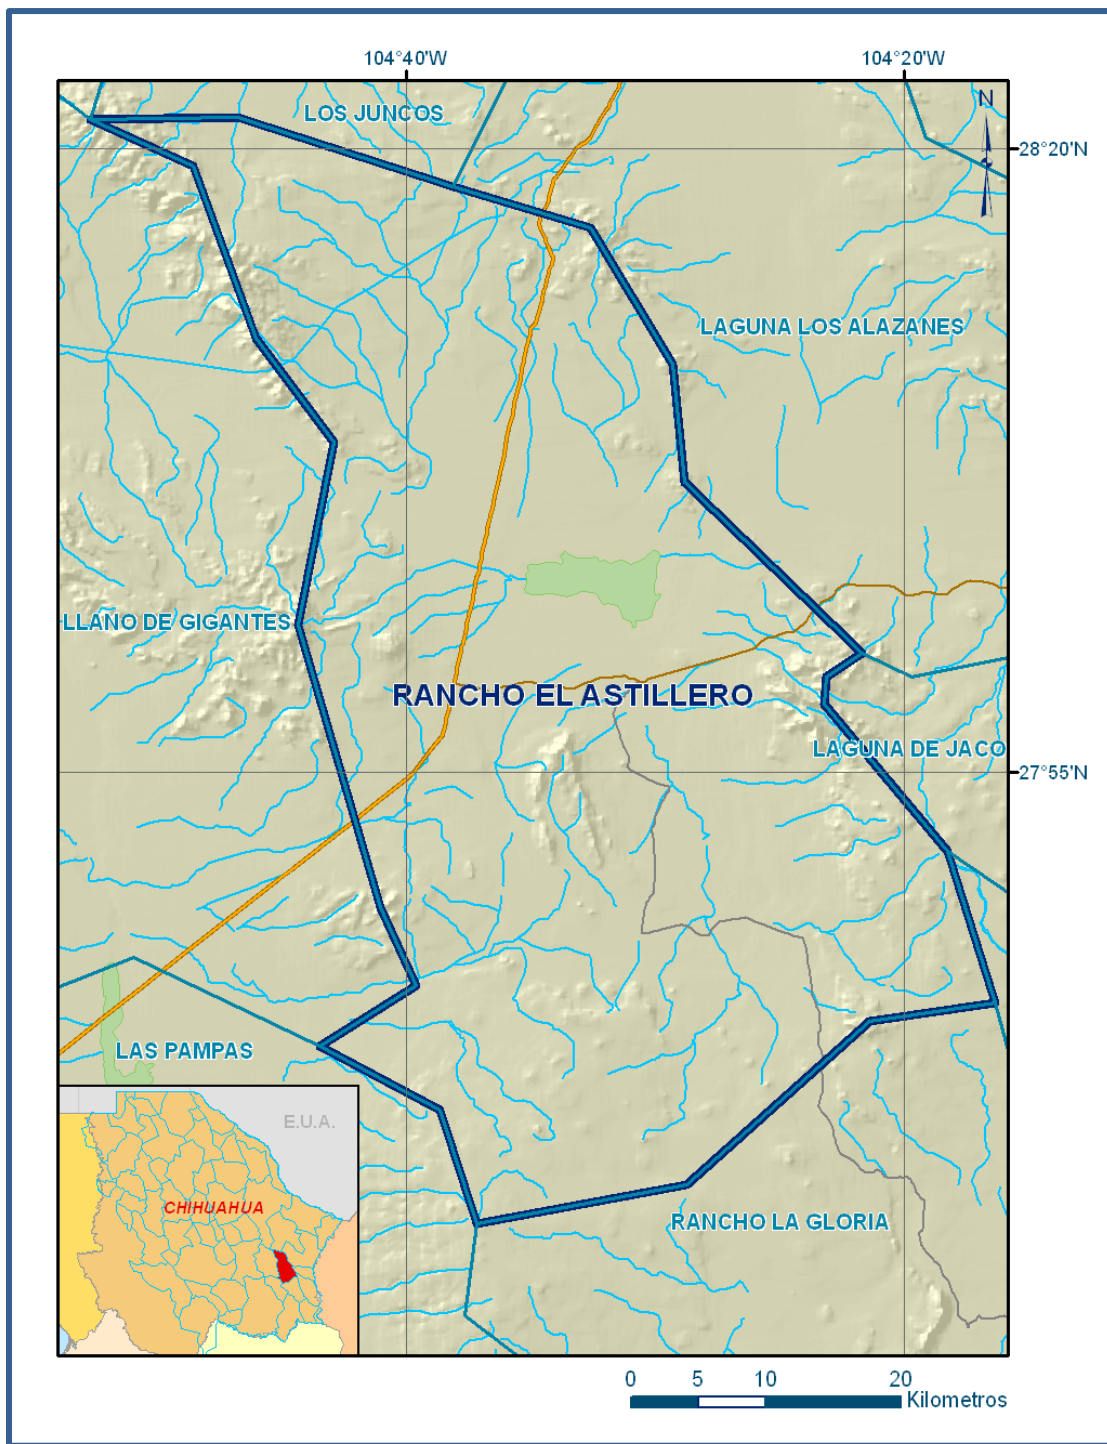 104°40'W
104°20'W
N
LOS JUNCOS
28°20'N
LAGUNA LOS ALAZANES
LLANO DE GIGANTES
RANCHO EL ASTILLERO
LAGUNA DE JACO
27°55'N
LAS PAMPAS
E.U.A.
CHIHUAHUA
RANCHO LA GLORIA
0 5 10 20
Kilometros